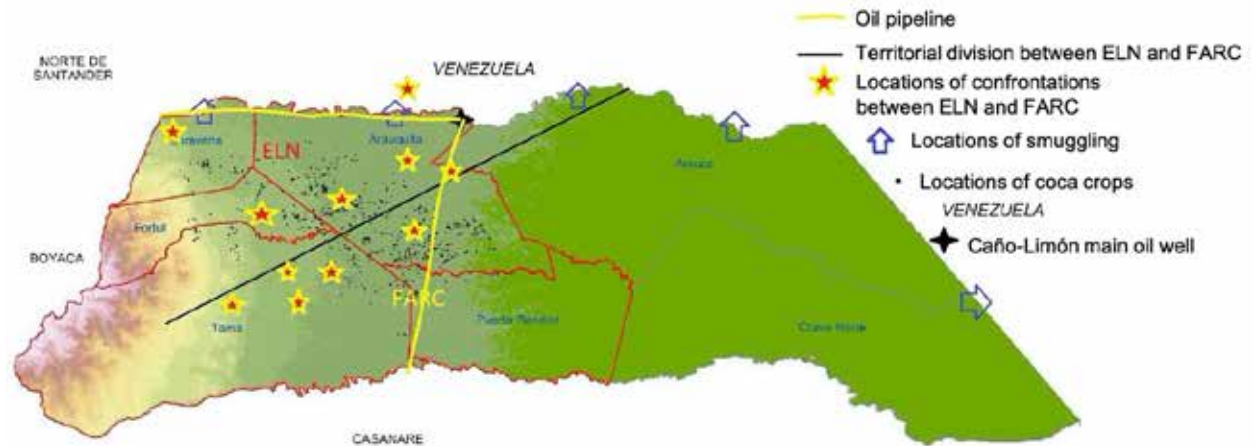 Oil pipeline
Territorial division between ELN and FARC
Locations of confrontations
between ELN and FARC
Locations of smuggling
Locations of coca crops
VENEZUELA
Caño-Limón main oil well
NORTE DE
SANTANDER
VENEZUELA
Arauquita
ELN
Arauca
Fortul
BOYACA
FARC
Tame
Cravo Norte
CASANARE